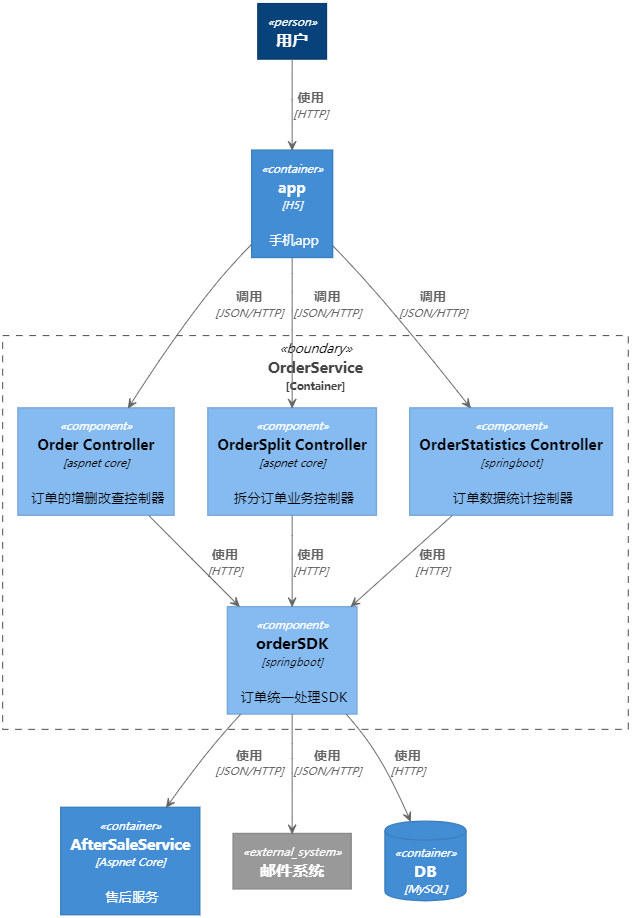 «person»
用户
使用
[HTTP]
«container»
app
[H5]
手机app
调用
[JSON/HTTP]
调用
[JSON/HTTP]
调用
[JSON/HTTP]
«boundary»
OrderService
[Container]
«component»
Order Controller
[aspnet core]
订单的增删改查控制器
«component»
OrderSplit Controller
[aspnet core]
拆分订单业务控制器
«component»
OrderStatistics Controller
[springboot]
订单数据统计控制器
使用
[HTTP]
使用
[HTTP]
使用
[HTTP]
«component»
orderSDK
[springboot]
订单统一处理SDK
使用
[JSON/HTTP]
使用
[JSON/HTTP]
使用
[HTTP]
«container»
AfterSaleService
[Aspnet Core]
售后服务
«external_system»
邮件系统
«container»
DB
[MySQL]